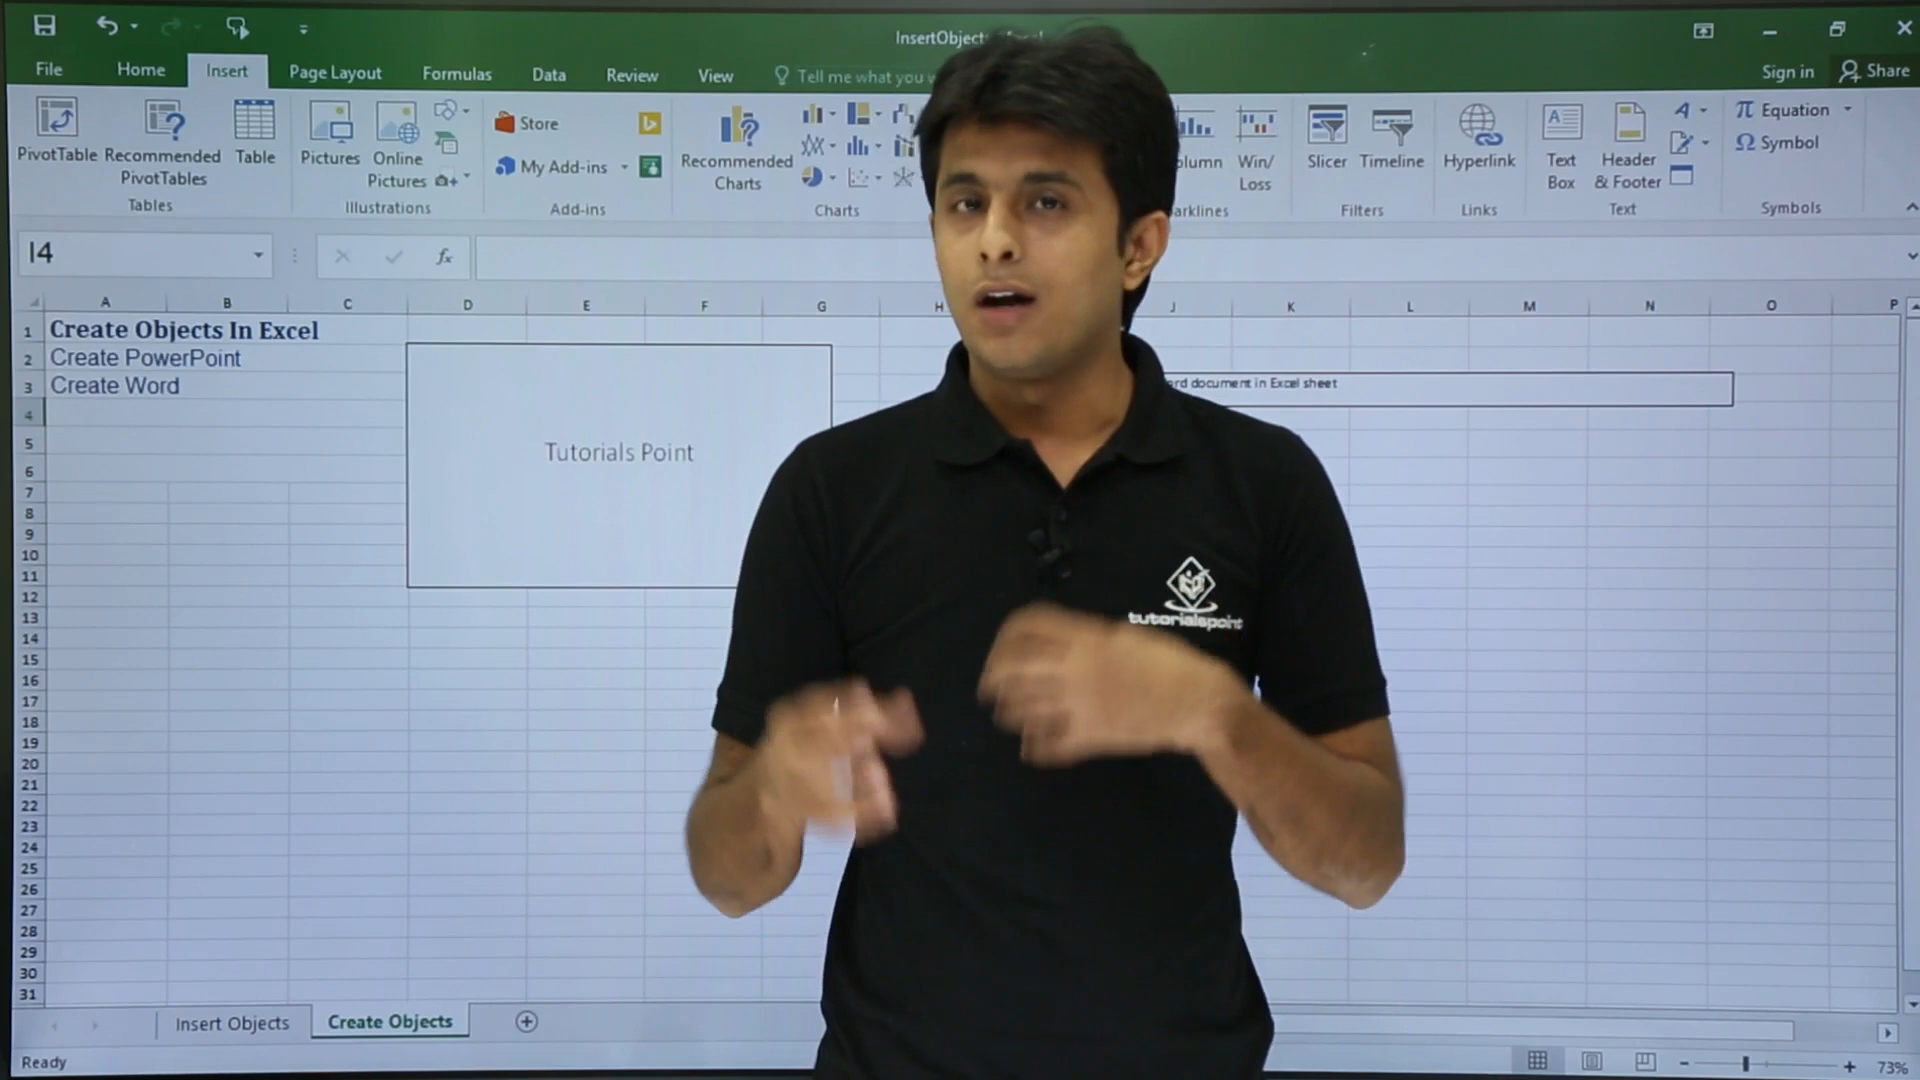 InsertObject
File Home Insert Page Layout Formulas Data Review View Tell me what you
Sign in Share
PivotTable Recommended PivotTables Table
Tables
Pictures Online Pictures
Illustrations
Store
My Add-ins
Add-ins
Recommended Charts
Charts
Win/ Loss
Slicer Timeline
Filters
Hyperlink
Links
Text Box Header & Footer
Text
π Equation
Ω Symbol
Symbols
I4
fx
A B C D E F G H J K L M N O P
1 Create Objects In Excel
2 Create PowerPoint
3 Create Word
document in Excel sheet
4
5
Tutorials Point
6
7
8
9
10
11
12
13
14
15
16
17
18
19
20
21
22
23
24
25
26
27
28
29
30
31
tutorialspoint
Insert Objects Create Objects
Ready
73%